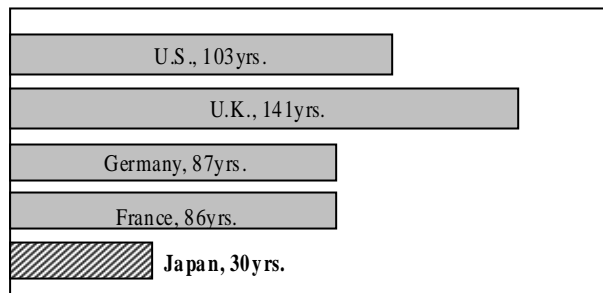 U.S., 103yrs.
U.K., 141yrs.
Germany, 87yrs.
France, 86yrs.
Japan, 30yrs.